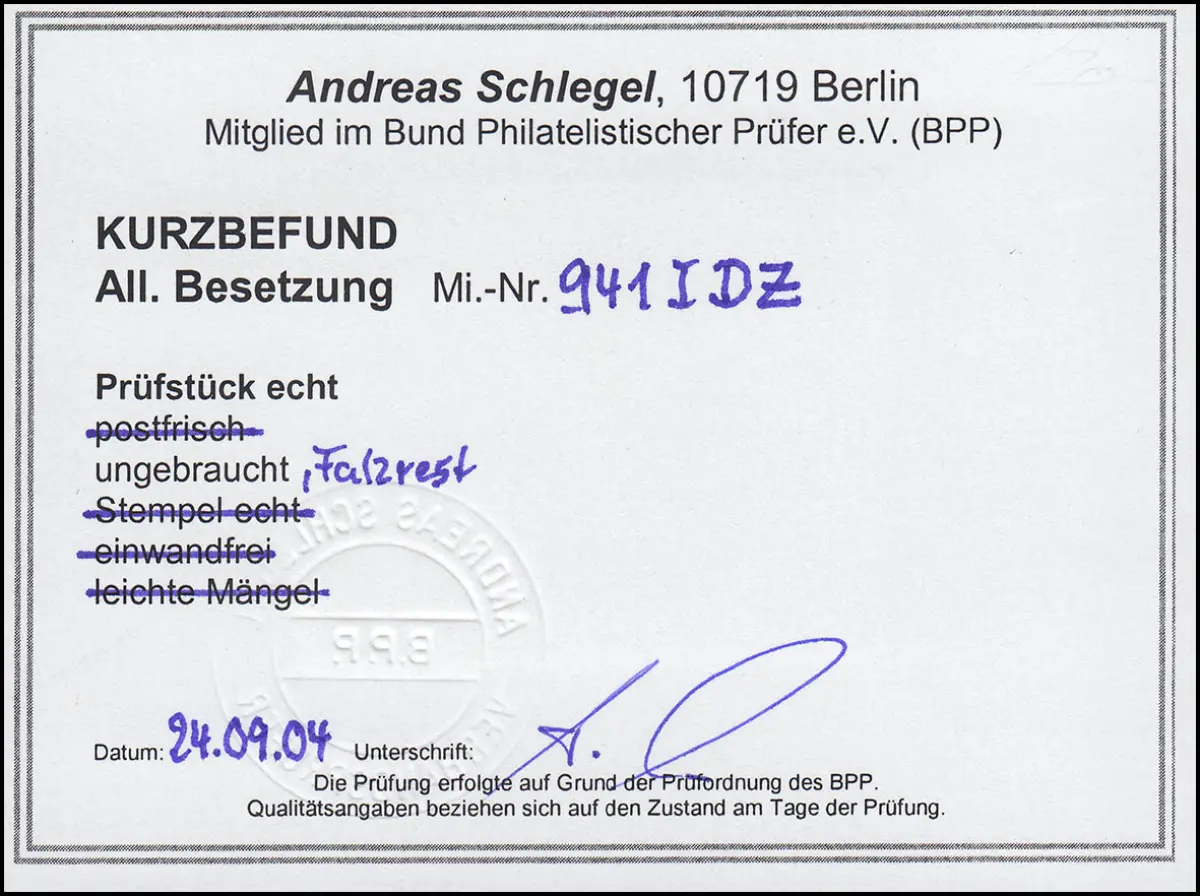 Andreas Schlegel, 10719 Berlin
Mitglied im Bund Philatelistischer Prüfer e.V. (BPP)
KURZBEFUND
All. Besetzung Mi.-Nr. 941 I DZ
Prüfstück echt
postfrisch
ungebraucht , Falzrest
Stempel echt
einwandfrei
leichte Mängel
ANDREAS SCHL
B.P.P.
Datum: 24.09.04 Unterschrift:
Die Prüfung erfolgte auf Grund der Prüfordnung des BPP.
Qualitätsangaben beziehen sich auf den Zustand am Tage der Prüfung.